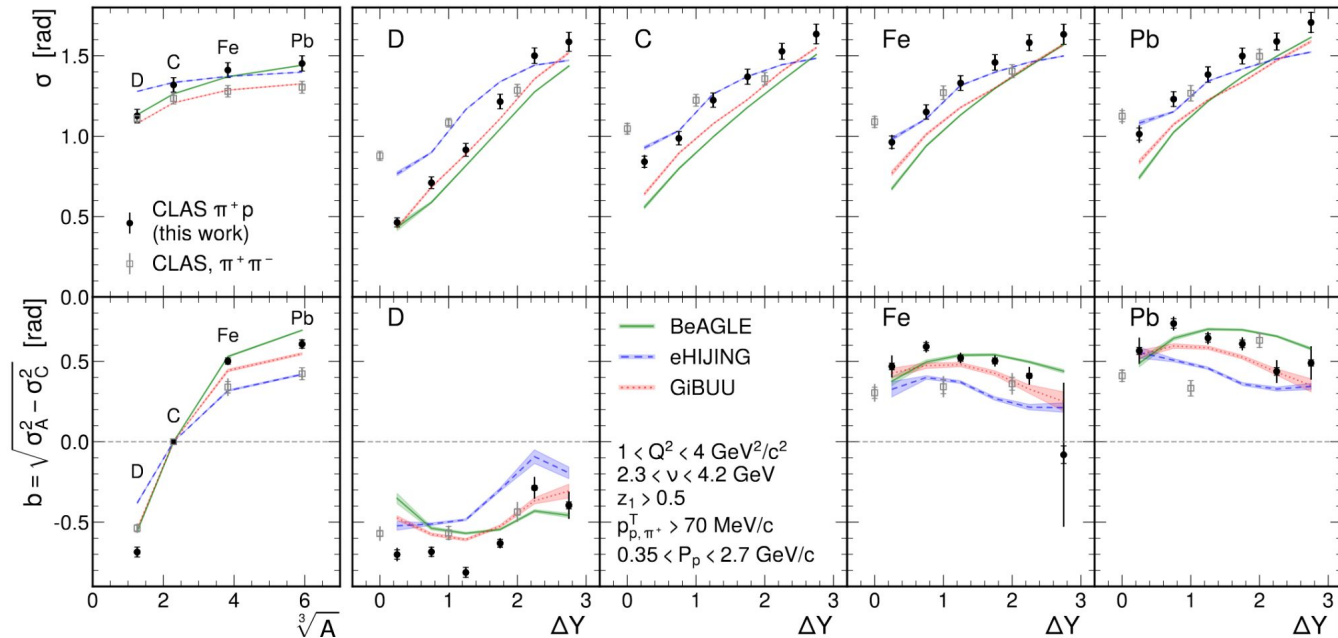 σ [rad]
1.5
1.0
0.5
0.0
D
C
Fe
Pb
CLAS π⁺p
(this work)
CLAS, π⁺π⁻
D
C
Fe
Pb
b = √σ_A² − σ_C² [rad]
0.5
0.0
-0.5
D
C
Fe
Pb
D
BeAGLE
eHIJING
GiBUU
1 < Q² < 4 GeV²/c²
2.3 < ν < 4.2 GeV
z₁ > 0.5
p^T_{p, π⁺} > 70 MeV/c
0.35 < P_p < 2.7 GeV/c
Fe
Pb
0 2 4 6
∛A
0 1 2 3
ΔY
0 1 2 3
ΔY
0 1 2 3
ΔY
0 1 2 3
ΔY